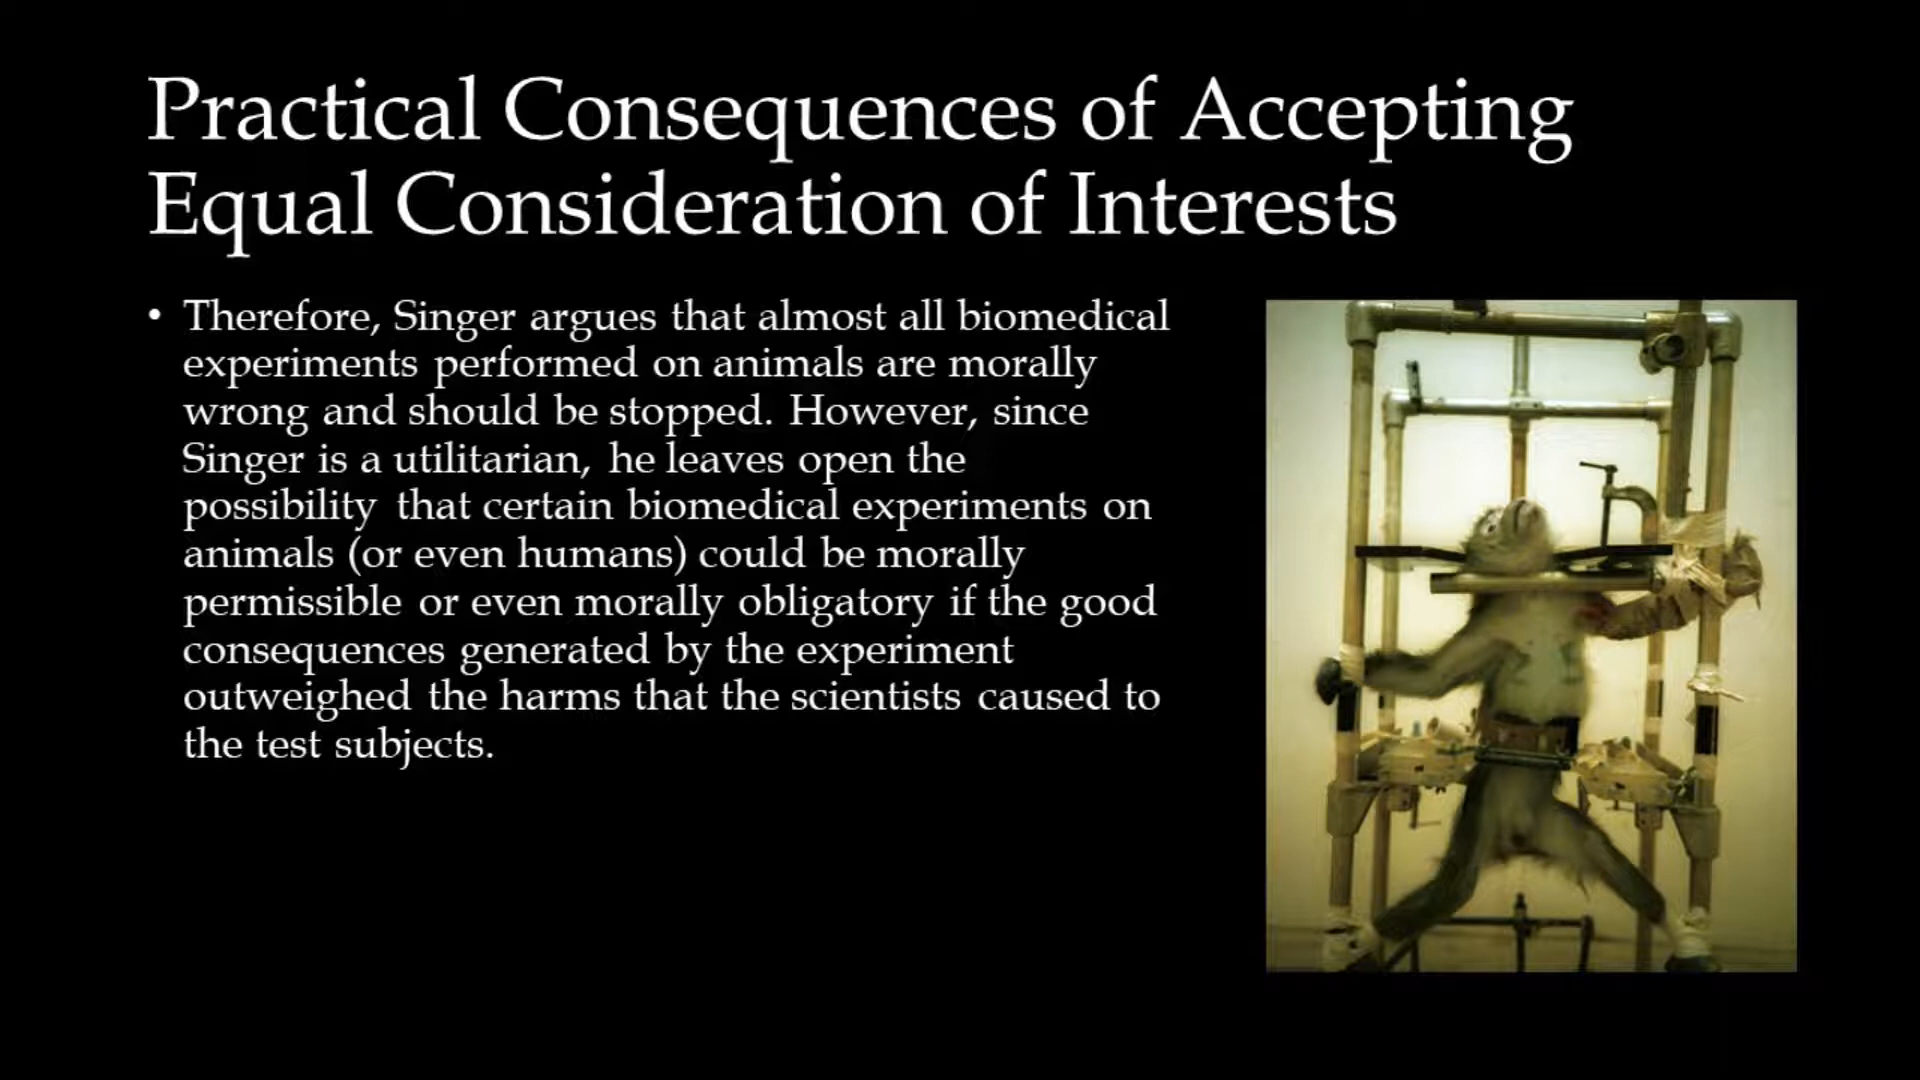 Practical Consequences of Accepting
Equal Consideration of Interests
• Therefore, Singer argues that almost all biomedical
experiments performed on animals are morally
wrong and should be stopped. However, since
Singer is a utilitarian, he leaves open the
possibility that certain biomedical experiments on
animals (or even humans) could be morally
permissible or even morally obligatory if the good
consequences generated by the experiment
outweighed the harms that the scientists caused to
the test subjects.